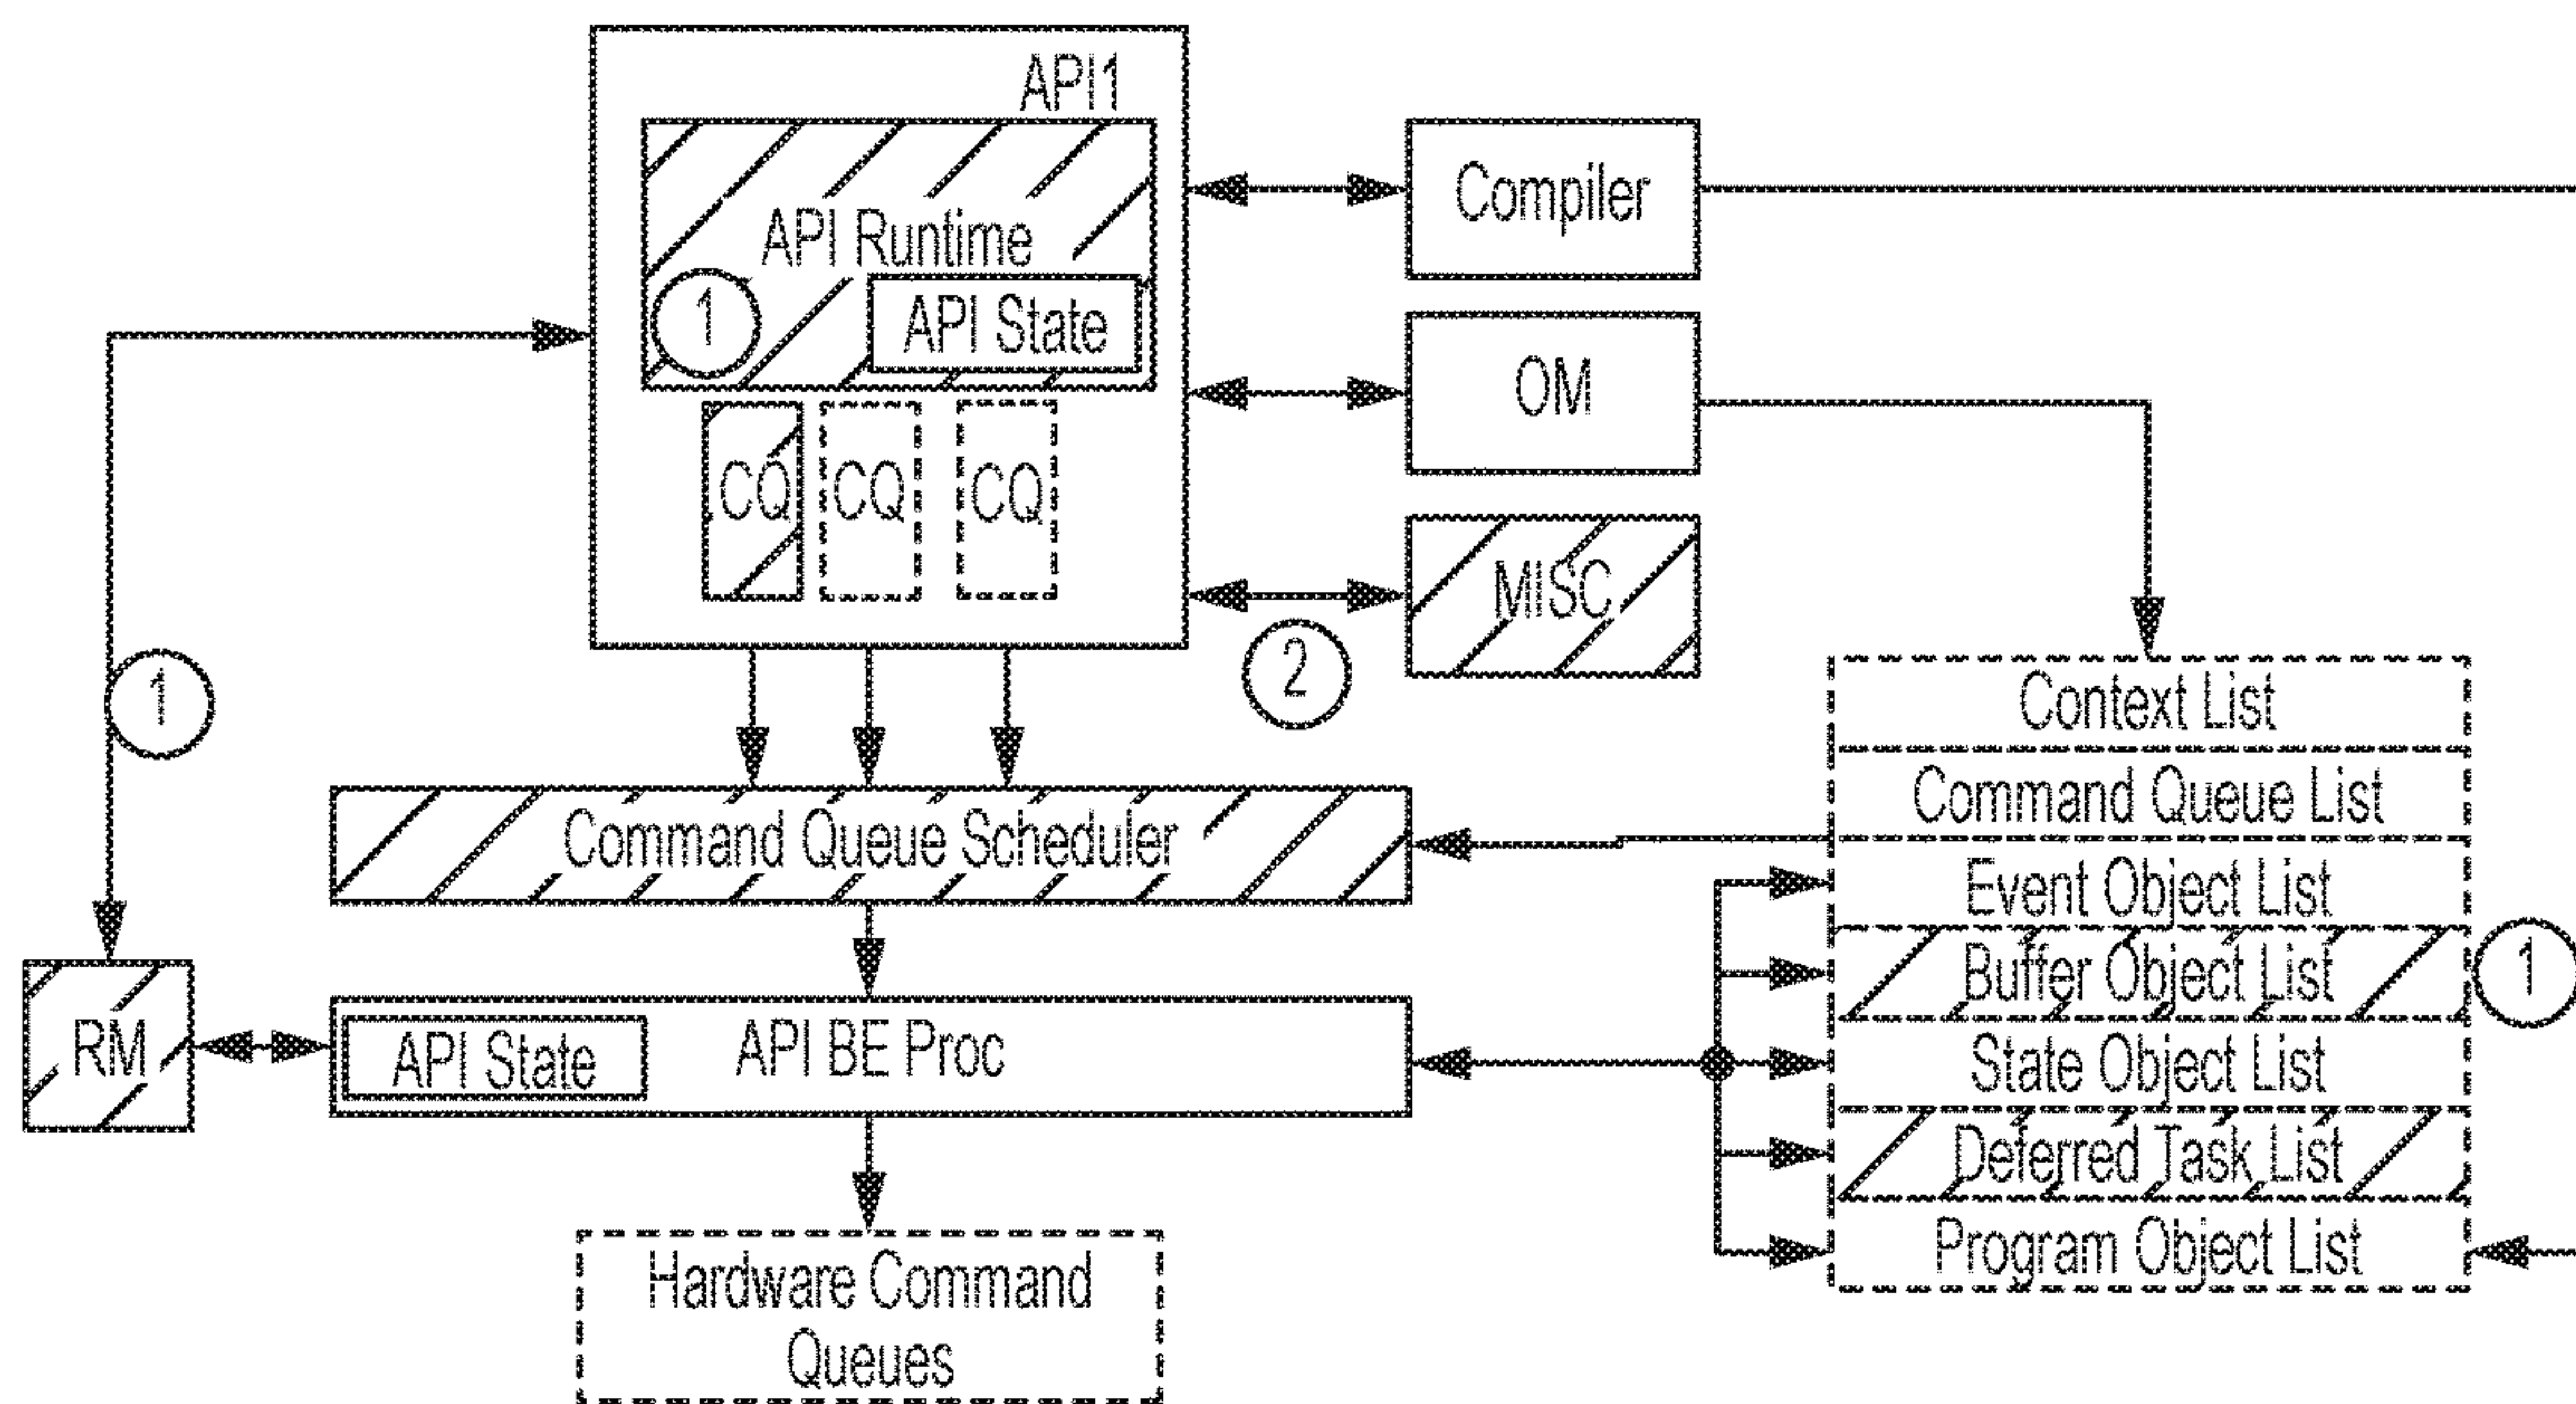 API1
API Runtime
1
API State
CQ
CQ
CQ
Compiler
OM
MISC
2
1
Context List
Command Queue List
Event Object List
Buffer Object List
State Object List
Deferred Task List
Program Object List
1
Command Queue Scheduler
RM
API State
API BE Proc
Hardware Command
Queues